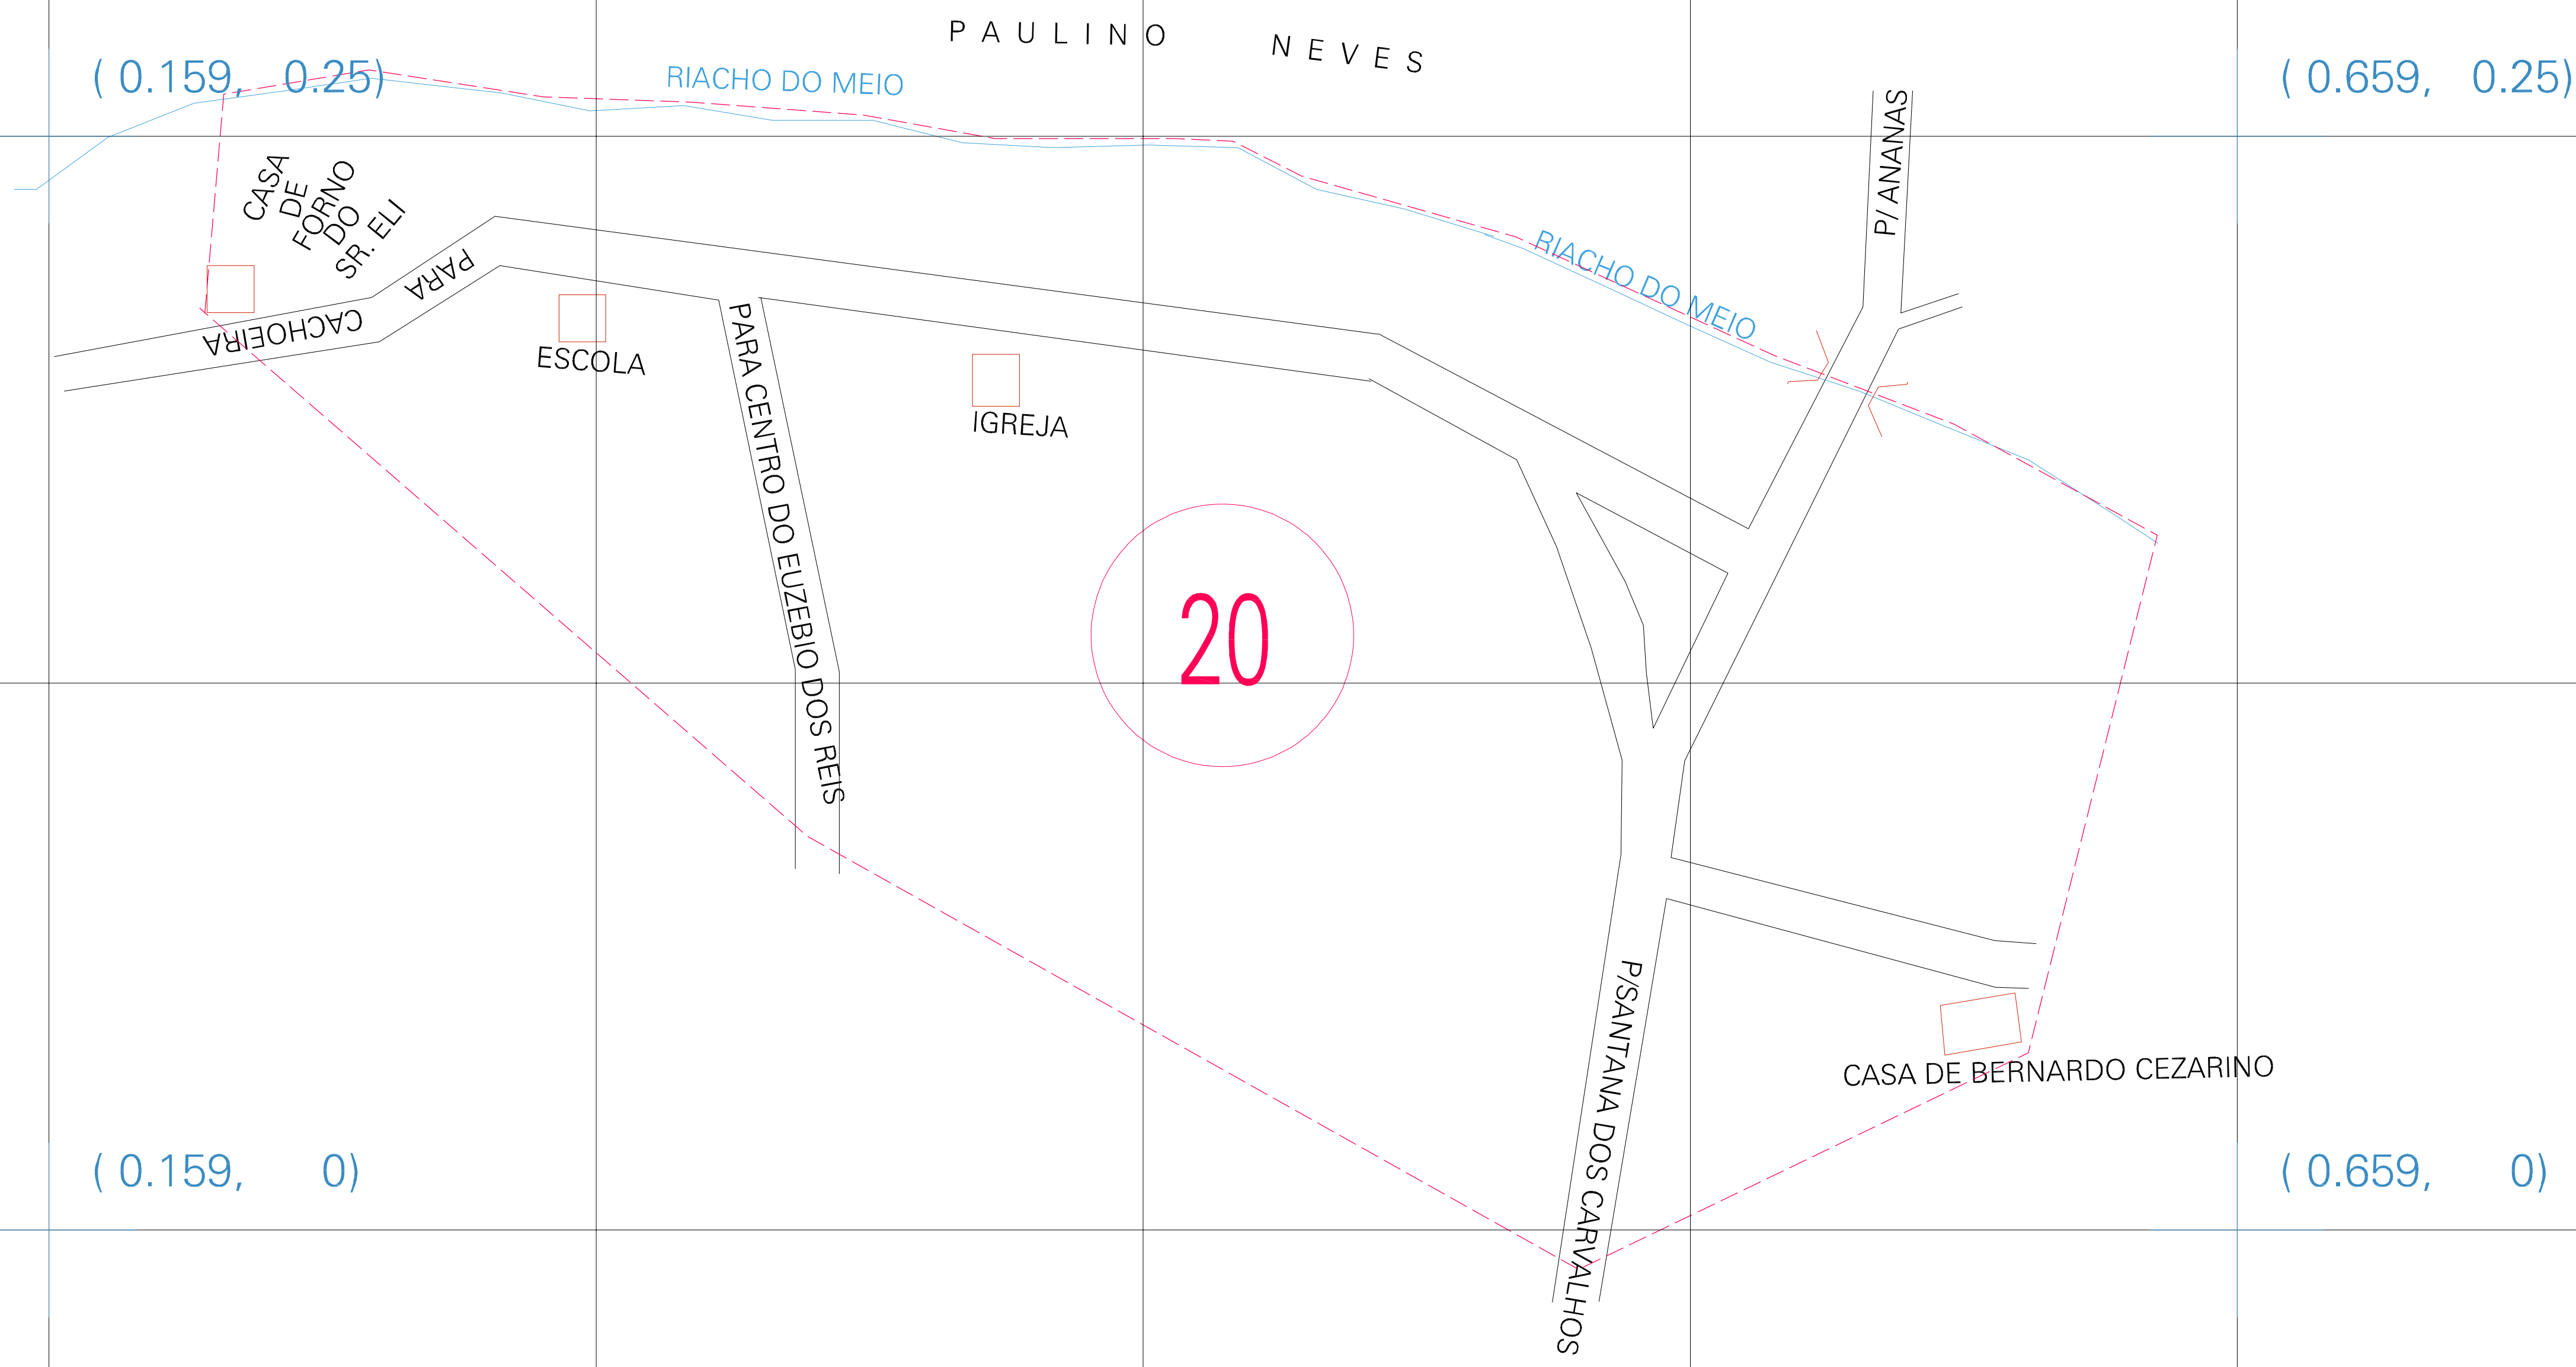 PAULINO NEVES
( 0.159, 0.25)
RIACHO DO MEIO
( 0.659, 0.25)
P/ ANANAS
CASA
DE
FORNO
DO
SR. ELI
RIACHO DO MEIO
PARA
CACHOEIRA
ESCOLA
PARA CENTRO DO EUZEBIO DOS REIS
IGREJA
20
P/SANTANA DOS CARVALHOS
CASA DE BERNARDO CEZARINO
( 0.159, 0)
( 0.659, 0)